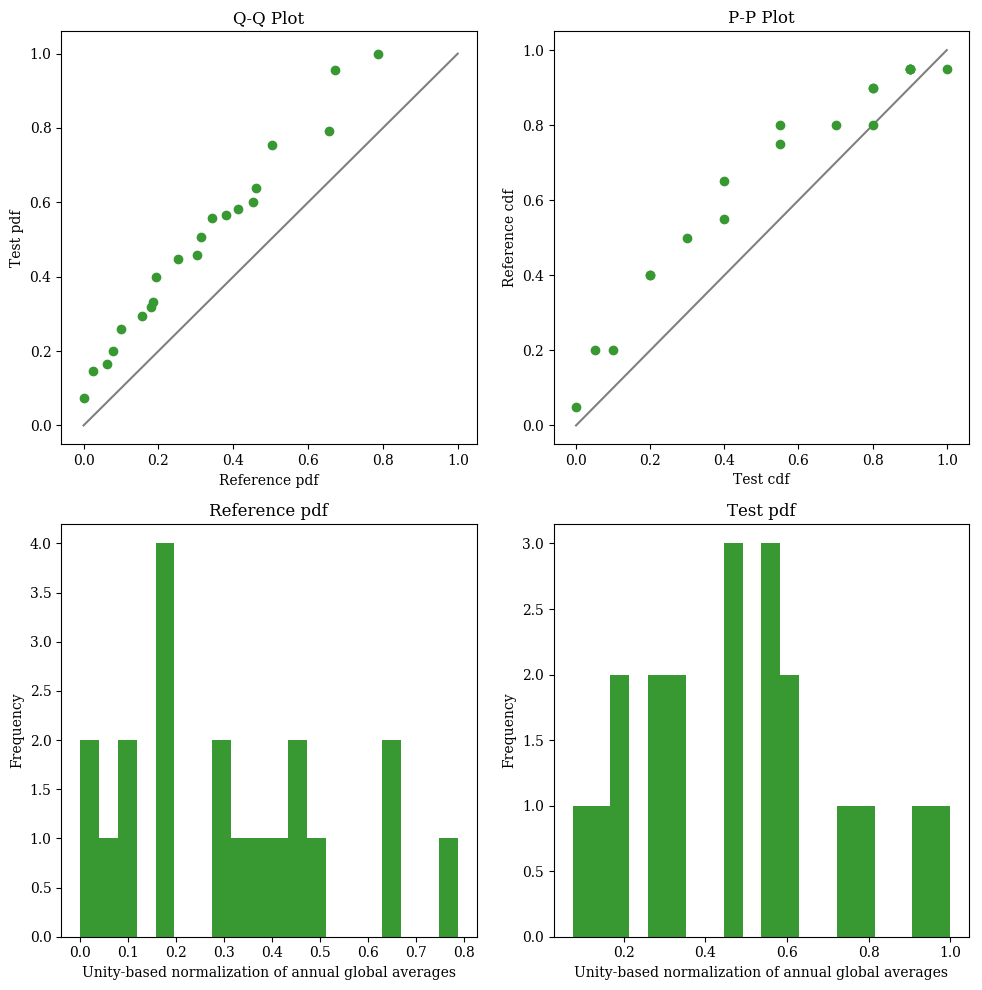 Q-Q Plot
Test pdf
1.0
0.8
0.6
0.4
0.2
0.0
0.0 0.2 0.4 0.6 0.8 1.0
Reference pdf
P-P Plot
Reference cdf
1.0
0.8
0.6
0.4
0.2
0.0
0.0 0.2 0.4 0.6 0.8 1.0
Test cdf
Reference pdf
Frequency
4.0
3.5
3.0
2.5
2.0
1.5
1.0
0.5
0.0
0.0 0.1 0.2 0.3 0.4 0.5 0.6 0.7 0.8
Unity-based normalization of annual global averages
Test pdf
Frequency
3.0
2.5
2.0
1.5
1.0
0.5
0.0
0.2 0.4 0.6 0.8 1.0
Unity-based normalization of annual global averages